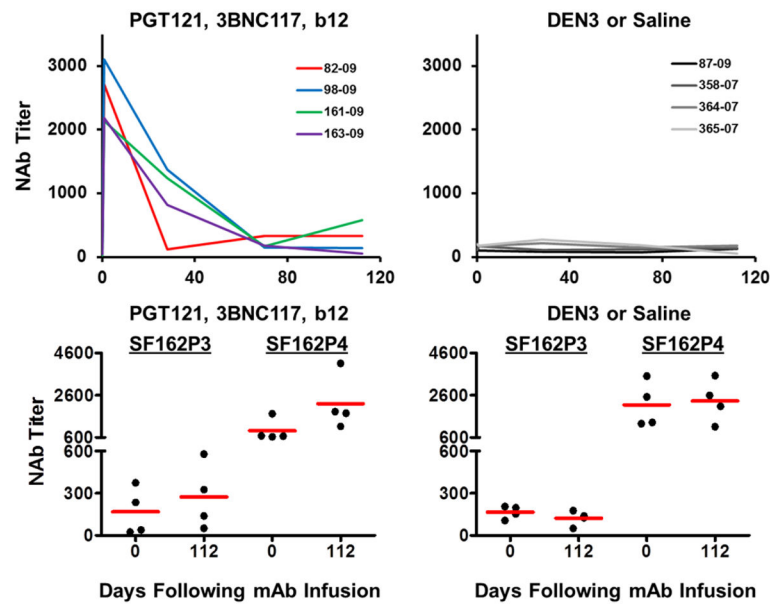 PGT121, 3BNC117, b12
DEN3 or Saline
NAb Titer
3000
2000
1000
0
0 40 80 120
82-09
98-09
161-09
163-09
3000
2000
1000
0
0 40 80 120
87-09
358-07
364-07
365-07
PGT121, 3BNC117, b12
DEN3 or Saline
SF162P3 SF162P4
SF162P3 SF162P4
NAb Titer
4600
2600
600
300
0
0 112 0 112
4600
2600
600
300
0
0 112 0 112
Days Following mAb Infusion
Days Following mAb Infusion